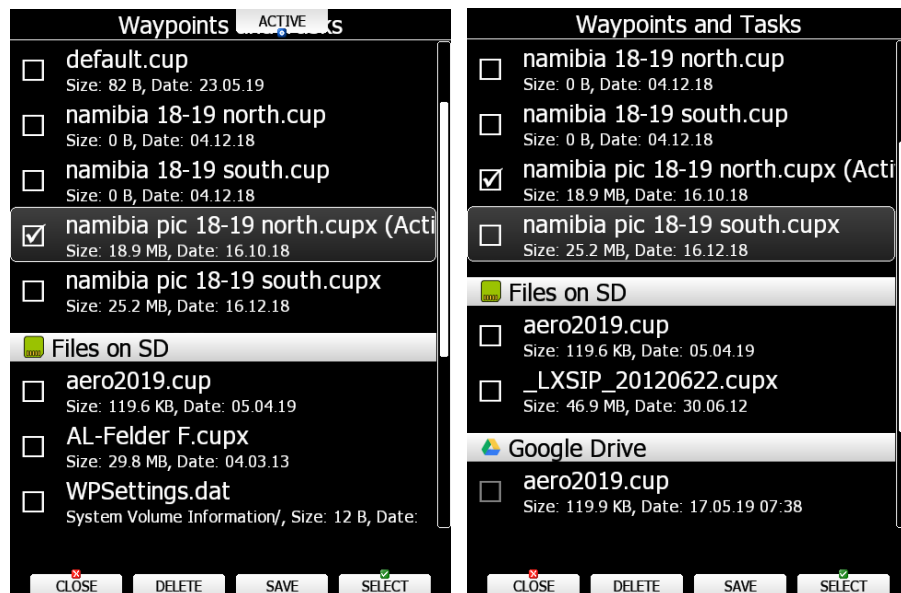 Waypoints and Tasks
ACTIVE
default.cup
Size: 82 B, Date: 23.05.19
namibia 18-19 north.cup
Size: 0 B, Date: 04.12.18
namibia 18-19 south.cup
Size: 0 B, Date: 04.12.18
namibia pic 18-19 north.cupx (Acti
Size: 18.9 MB, Date: 16.10.18
namibia pic 18-19 south.cupx
Size: 25.2 MB, Date: 16.12.18
Files on SD
aero2019.cup
Size: 119.6 KB, Date: 05.04.19
AL-Felder F.cupx
Size: 29.8 MB, Date: 04.03.13
WPSettings.dat
System Volume Information/, Size: 12 B, Date:
CLOSE DELETE SAVE SELECT
Waypoints and Tasks
namibia 18-19 north.cup
Size: 0 B, Date: 04.12.18
namibia 18-19 south.cup
Size: 0 B, Date: 04.12.18
namibia pic 18-19 north.cupx (Acti
Size: 18.9 MB, Date: 16.10.18
namibia pic 18-19 south.cupx
Size: 25.2 MB, Date: 16.12.18
Files on SD
aero2019.cup
Size: 119.6 KB, Date: 05.04.19
_LXSIP_20120622.cupx
Size: 46.9 MB, Date: 30.06.12
Google Drive
aero2019.cup
Size: 119.9 KB, Date: 17.05.19 07:38
CLOSE DELETE SAVE SELECT